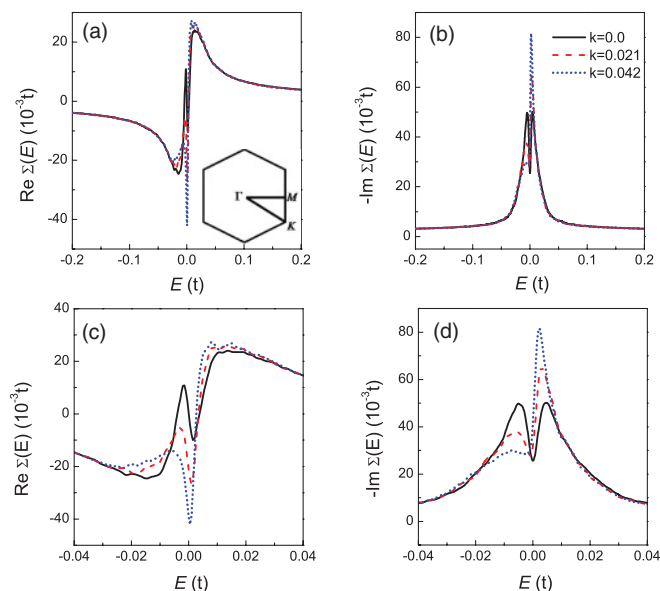 (a)
Re Σ(E) (10⁻³t)
20
0
-20
-40
-0.2 -0.1 0.0 0.1 0.2
E (t)
Γ M
K
(b)
-Im Σ(E) (10⁻³t)
80
60
40
20
0
-0.2 -0.1 0.0 0.1 0.2
E (t)
k=0.0
k=0.021
k=0.042
(c)
Re Σ(E) (10⁻³t)
40
20
0
-20
-40
-0.04 -0.02 0.00 0.02 0.04
E (t)
(d)
-Im Σ(E) (10⁻³t)
80
60
40
20
0
-0.04 -0.02 0.00 0.02 0.04
E (t)